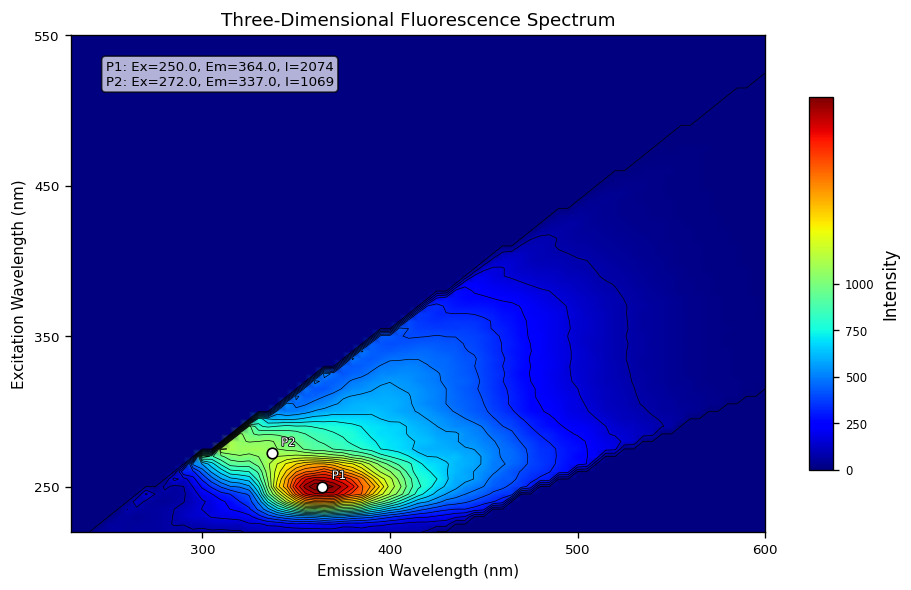 Three-Dimensional Fluorescence Spectrum
550
P1: Ex=250.0, Em=364.0, I=2074
P2: Ex=272.0, Em=337.0, I=1069
450
350
250
Excitation Wavelength (nm)
P2
P1
300
400
500
600
Emission Wavelength (nm)
1000
750
500
250
0
Intensity